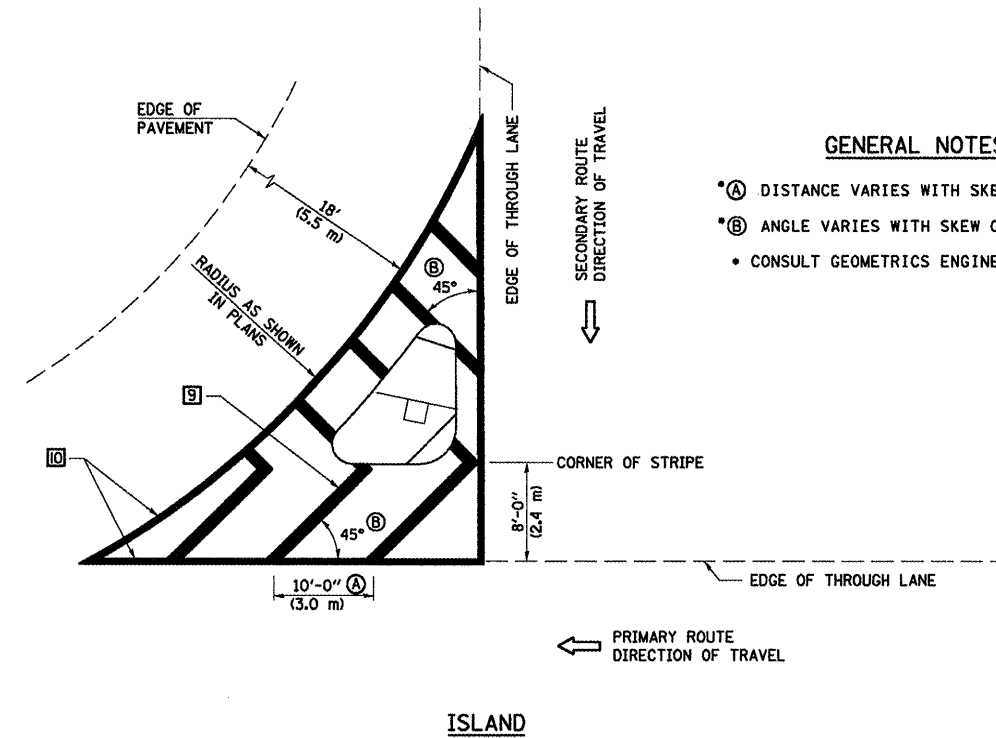 EDGE OF
PAVEMENT
18'
(5.5 m)
RADIUS AS SHOWN
IN PLANS
EDGE OF THROUGH LANE
SECONDARY ROUTE
DIRECTION OF TRAVEL
GENERAL NOTES
*Ⓐ DISTANCE VARIES WITH SKE
*Ⓑ ANGLE VARIES WITH SKEW
* CONSULT GEOMETRICS ENGINE
Ⓑ
45°
9
10
45° Ⓑ
CORNER OF STRIPE
8'-0"
(2.4 m)
10'-0" Ⓐ
(3.0 m)
EDGE OF THROUGH LANE
PRIMARY ROUTE
DIRECTION OF TRAVEL
ISLAND